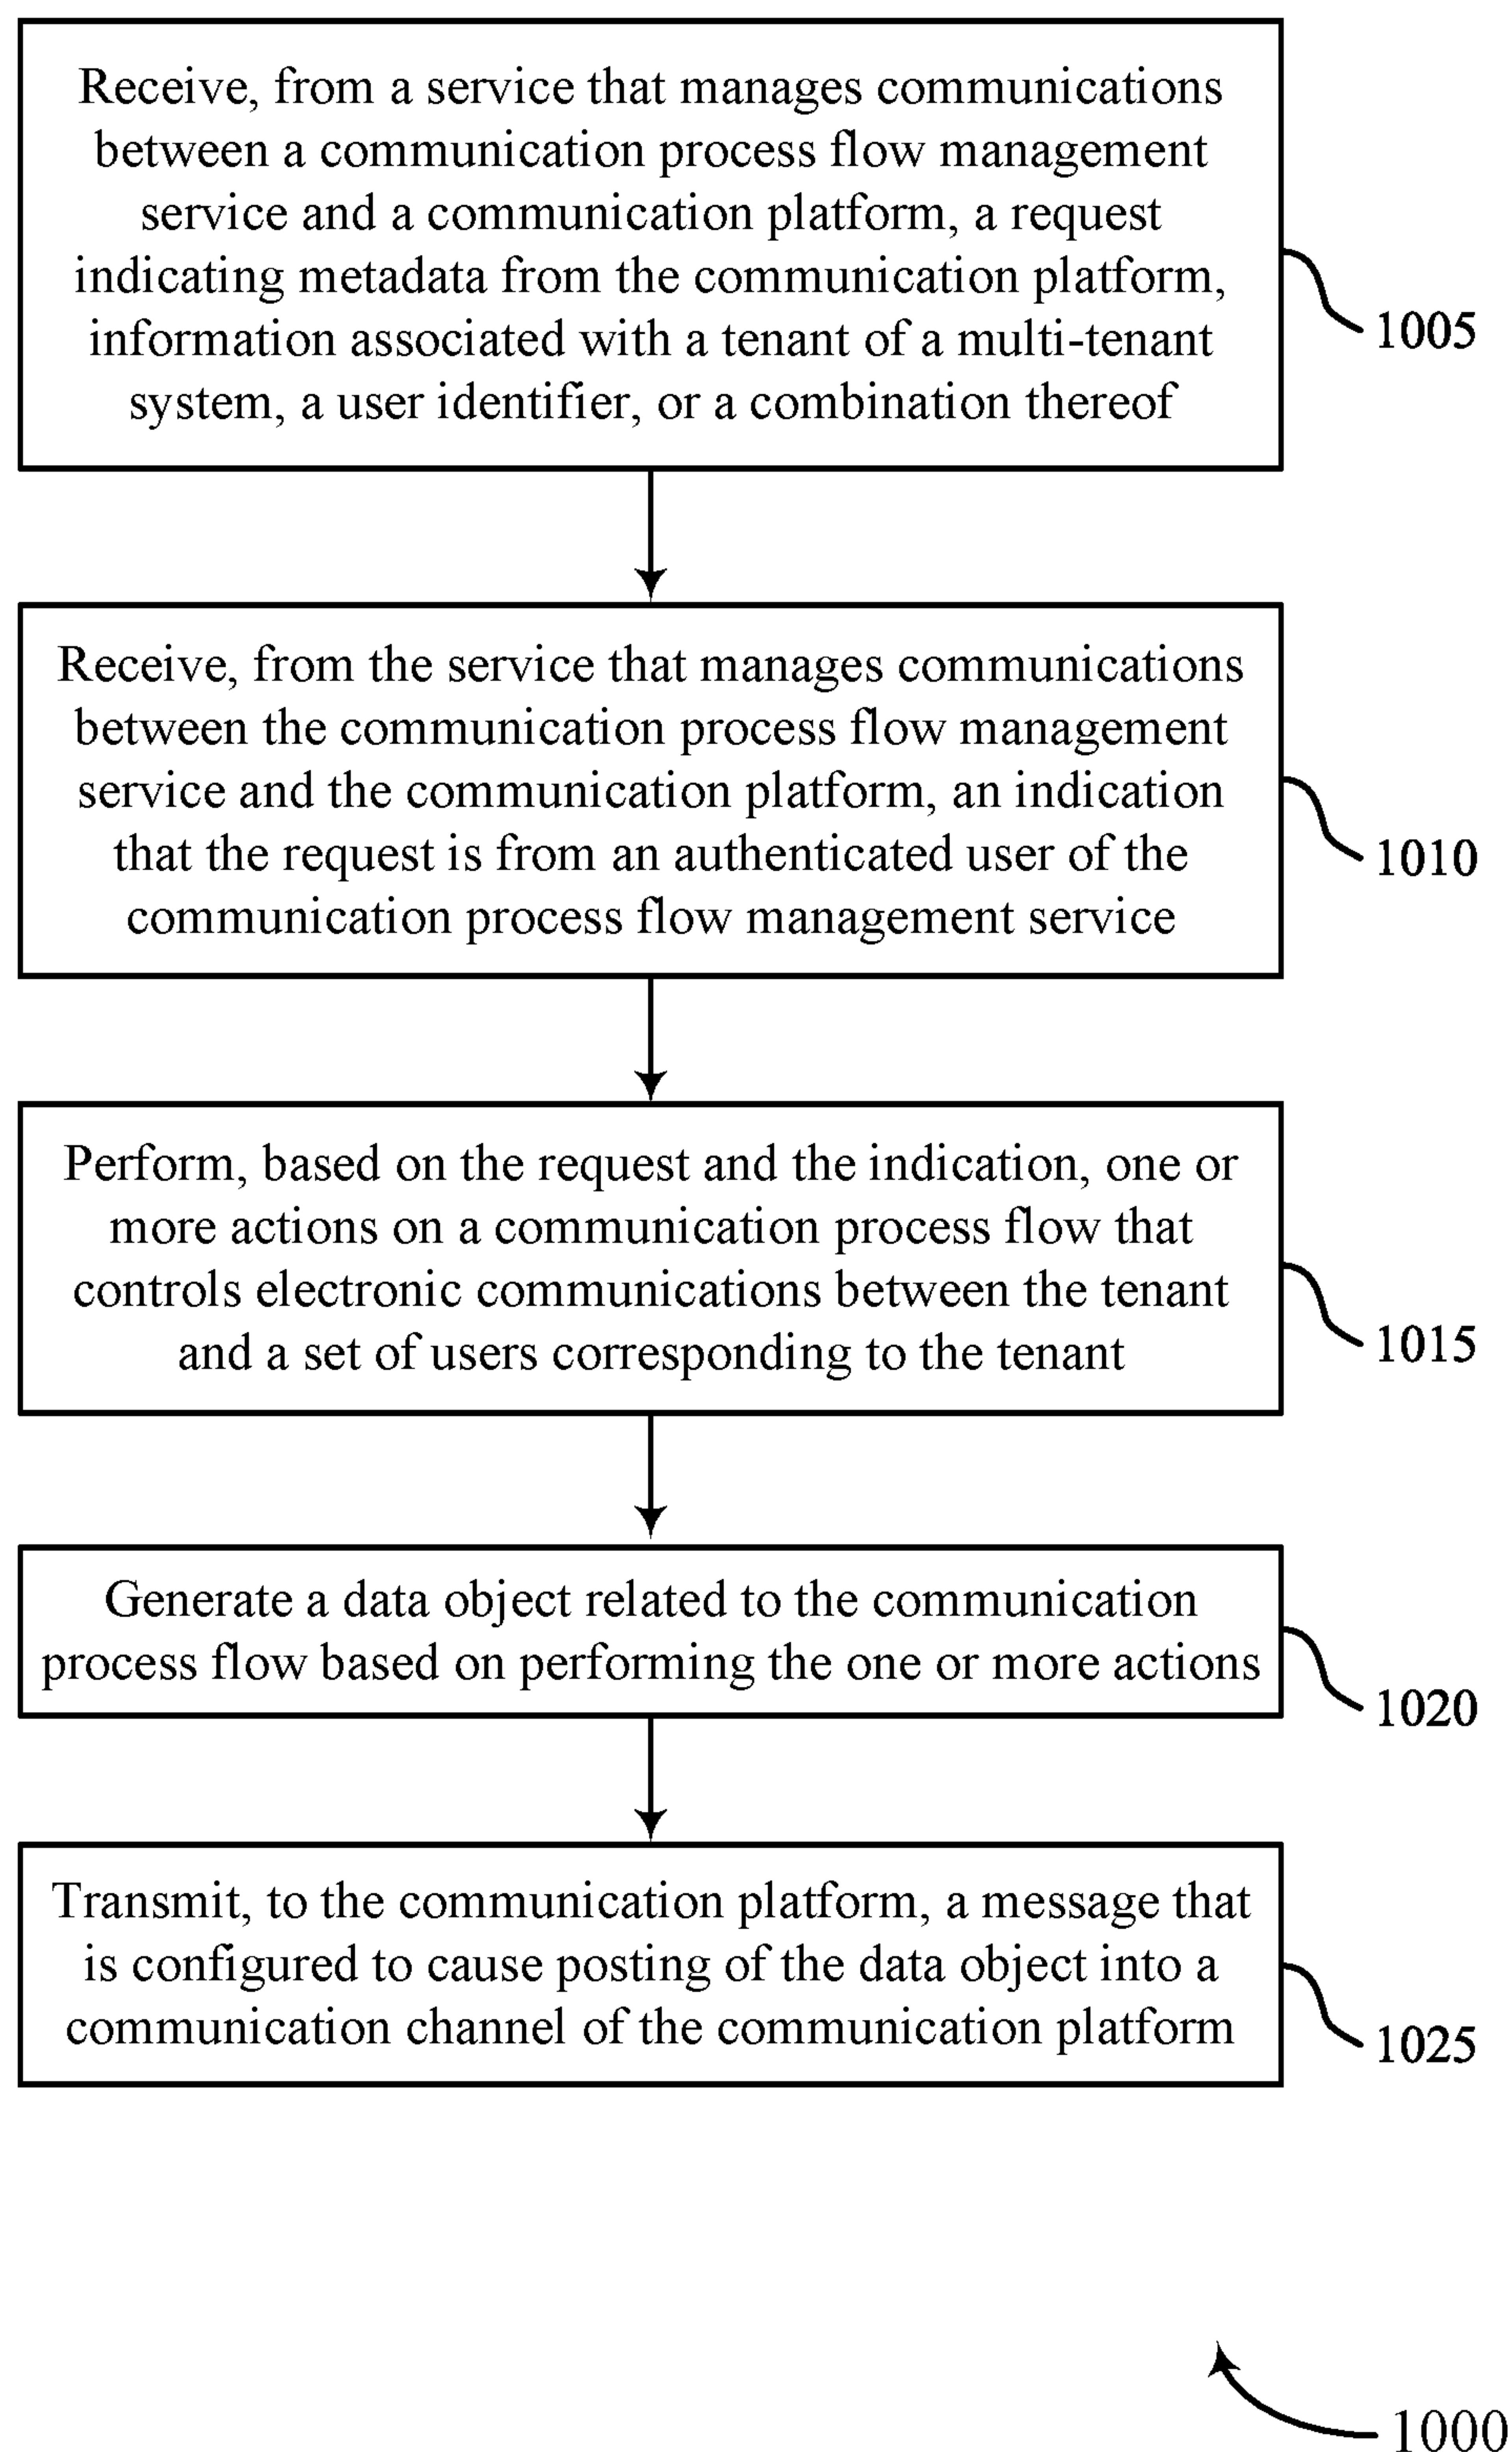 Receive, from a service that manages communications
between a communication process flow management
service and a communication platform, a request
indicating metadata from the communication platform,
information associated with a tenant of a multi-tenant
system, a user identifier, or a combination thereof
1005
Receive, from the service that manages communications
between the communication process flow management
service and the communication platform, an indication
that the request is from an authenticated user of the
communication process flow management service
1010
Perform, based on the request and the indication, one or
more actions on a communication process flow that
controls electronic communications between the tenant
and a set of users corresponding to the tenant
1015
Generate a data object related to the communication
process flow based on performing the one or more actions
1020
Transmit, to the communication platform, a message that
is configured to cause posting of the data object into a
communication channel of the communication platform
1025
1000